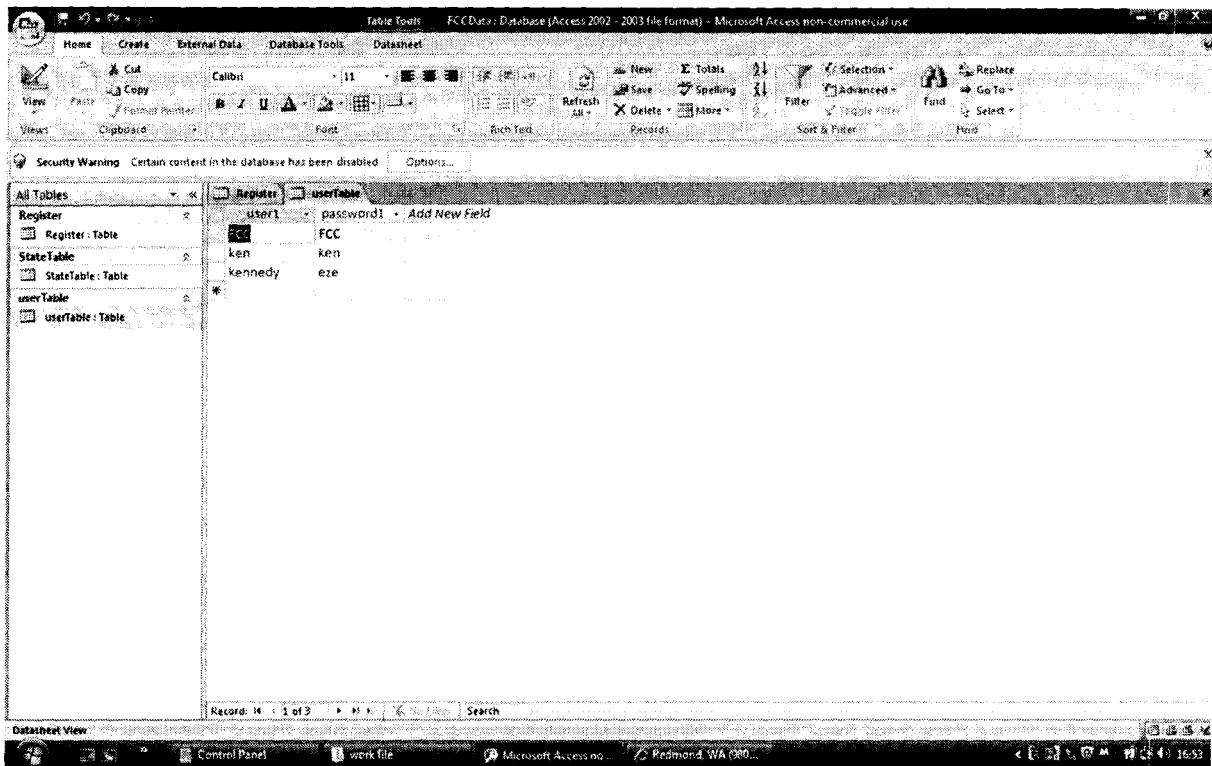 Table Tools FCCData : Database (Access 2002 - 2003 file format) - Microsoft Access non-commercial use
Home Create External Data Database Tools Datasheet
View
Paste
Cut
Copy
Format Painter
Calibri 11
B I U A
Refresh All
New
Save
Delete
Σ Totals
Spelling
More
Filter
Selection
Advanced
Toggle Filter
Find
Replace
Go To
Select
Views Clipboard Font Rich Text Records Sort & Filter Find
Security Warning Certain content in the database has been disabled Options...
All Tables
Register
Register : Table
StateTable
StateTable : Table
userTable
userTable : Table
Register userTable
user1 password1 Add New Field
FCC FCC
ken ken
kennedy eze
Record: 1 of 3 No Filter Search
Datasheet View
Control Panel work file Microsoft Access no... Redmond, WA (980... 16:53